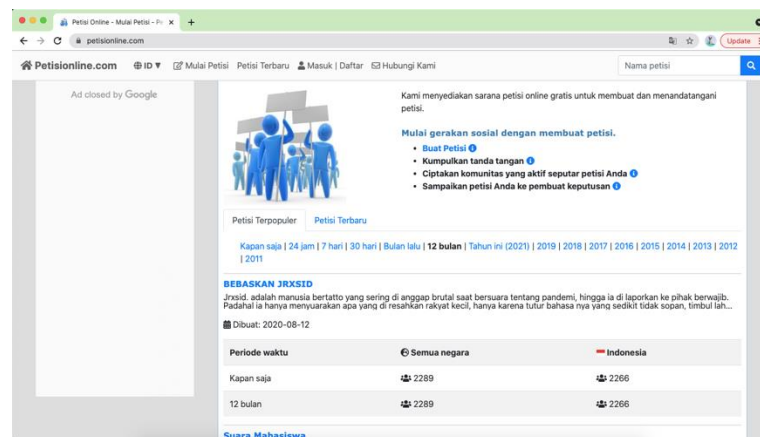 Petisi Online - Mulai Petisi - Pe
petisionline.com
Update
Petisionline.com ID Mulai Petisi Petisi Terbaru Masuk | Daftar Hubungi Kami Nama petisi
Ad closed by Google
Kami menyediakan sarana petisi online gratis untuk membuat dan menandatangani
petisi.
Mulai gerakan sosial dengan membuat petisi.
• Buat Petisi
• Kumpulkan tanda tangan
• Ciptakan komunitas yang aktif seputar petisi Anda
• Sampaikan petisi Anda ke pembuat keputusan
Petisi Terpopuler Petisi Terbaru
Kapan saja | 24 jam | 7 hari | 30 hari | Bulan lalu | 12 bulan | Tahun ini (2021) | 2019 | 2018 | 2017 | 2016 | 2015 | 2014 | 2013 | 2012
| 2011
BEBASKAN JRXSID
Jrxsid. adalah manusia bertatto yang sering di anggap brutal saat bersuara tentang pandemi, hingga ia di laporkan ke pihak berwajib.
Padahal ia hanya menyuarakan apa yang di resahkan rakyat kecil, hanya karena tutur bahasa nya yang sedikit tidak sopan, timbul lah...
Dibuat: 2020-08-12
Periode waktu Semua negara Indonesia
Kapan saja 2289 2266
12 bulan 2289 2266
Suara Mahasiswa